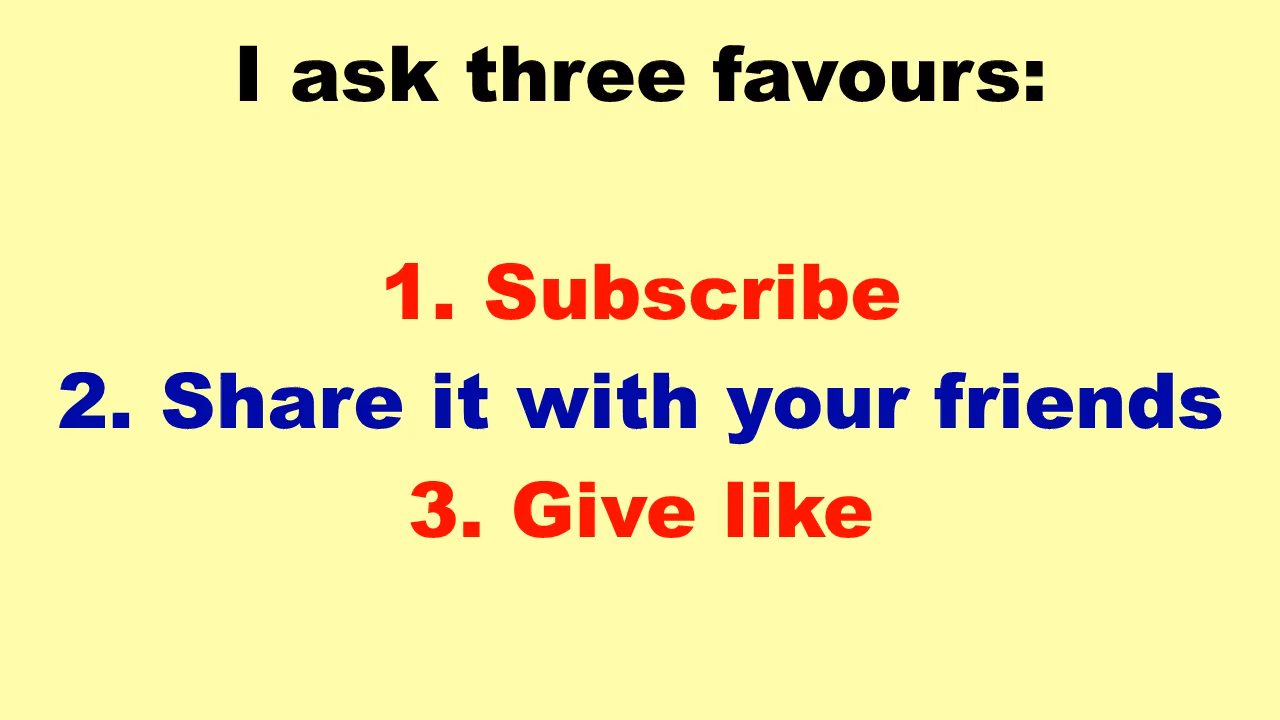 I ask three favours:
1. Subscribe
2. Share it with your friends
3. Give like